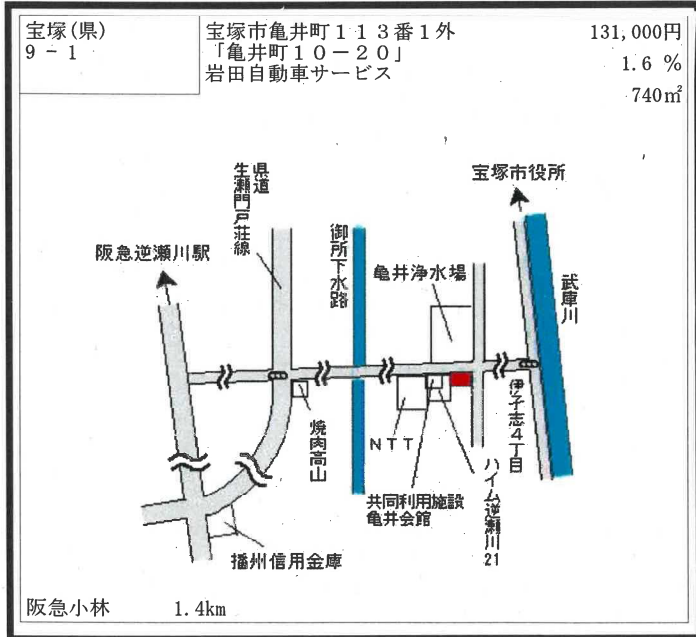 宝塚(県)
9-1
宝塚市亀井町113番1外
「亀井町10-20」
岩田自動車サービス
131,000円
1.6 %
740㎡
宝塚市役所
県道
生瀬門戸荘線
御所下水路
阪急逆瀬川駅
亀井浄水場
武庫川
焼肉高山
NTT
伊孑志4丁目
共同利用施設
亀井会館
ハイム逆瀬川21
播州信用金庫
阪急小林
1.4km